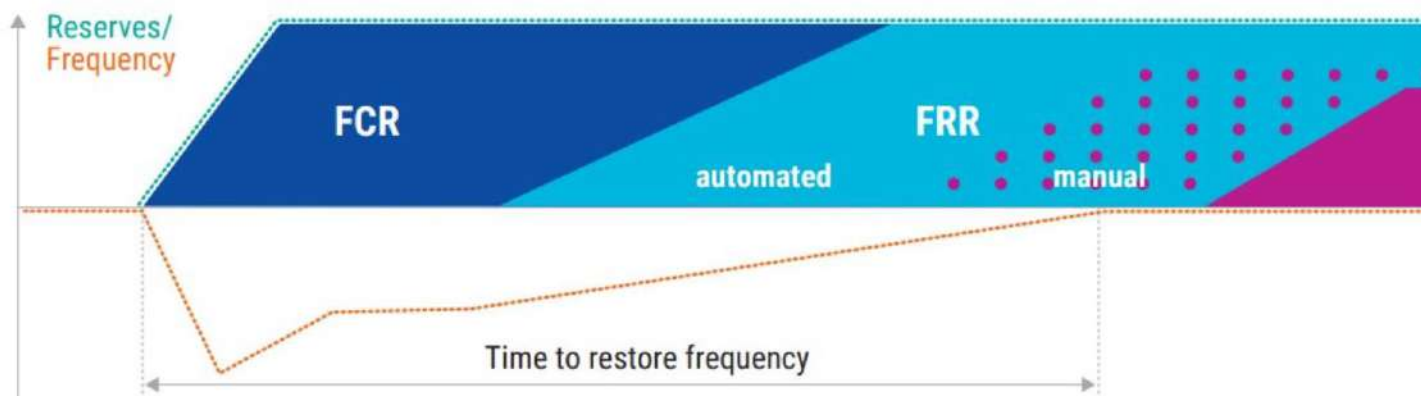 Reserves/
Frequency
FCR
FRR
automated
manual
Time to restore frequency